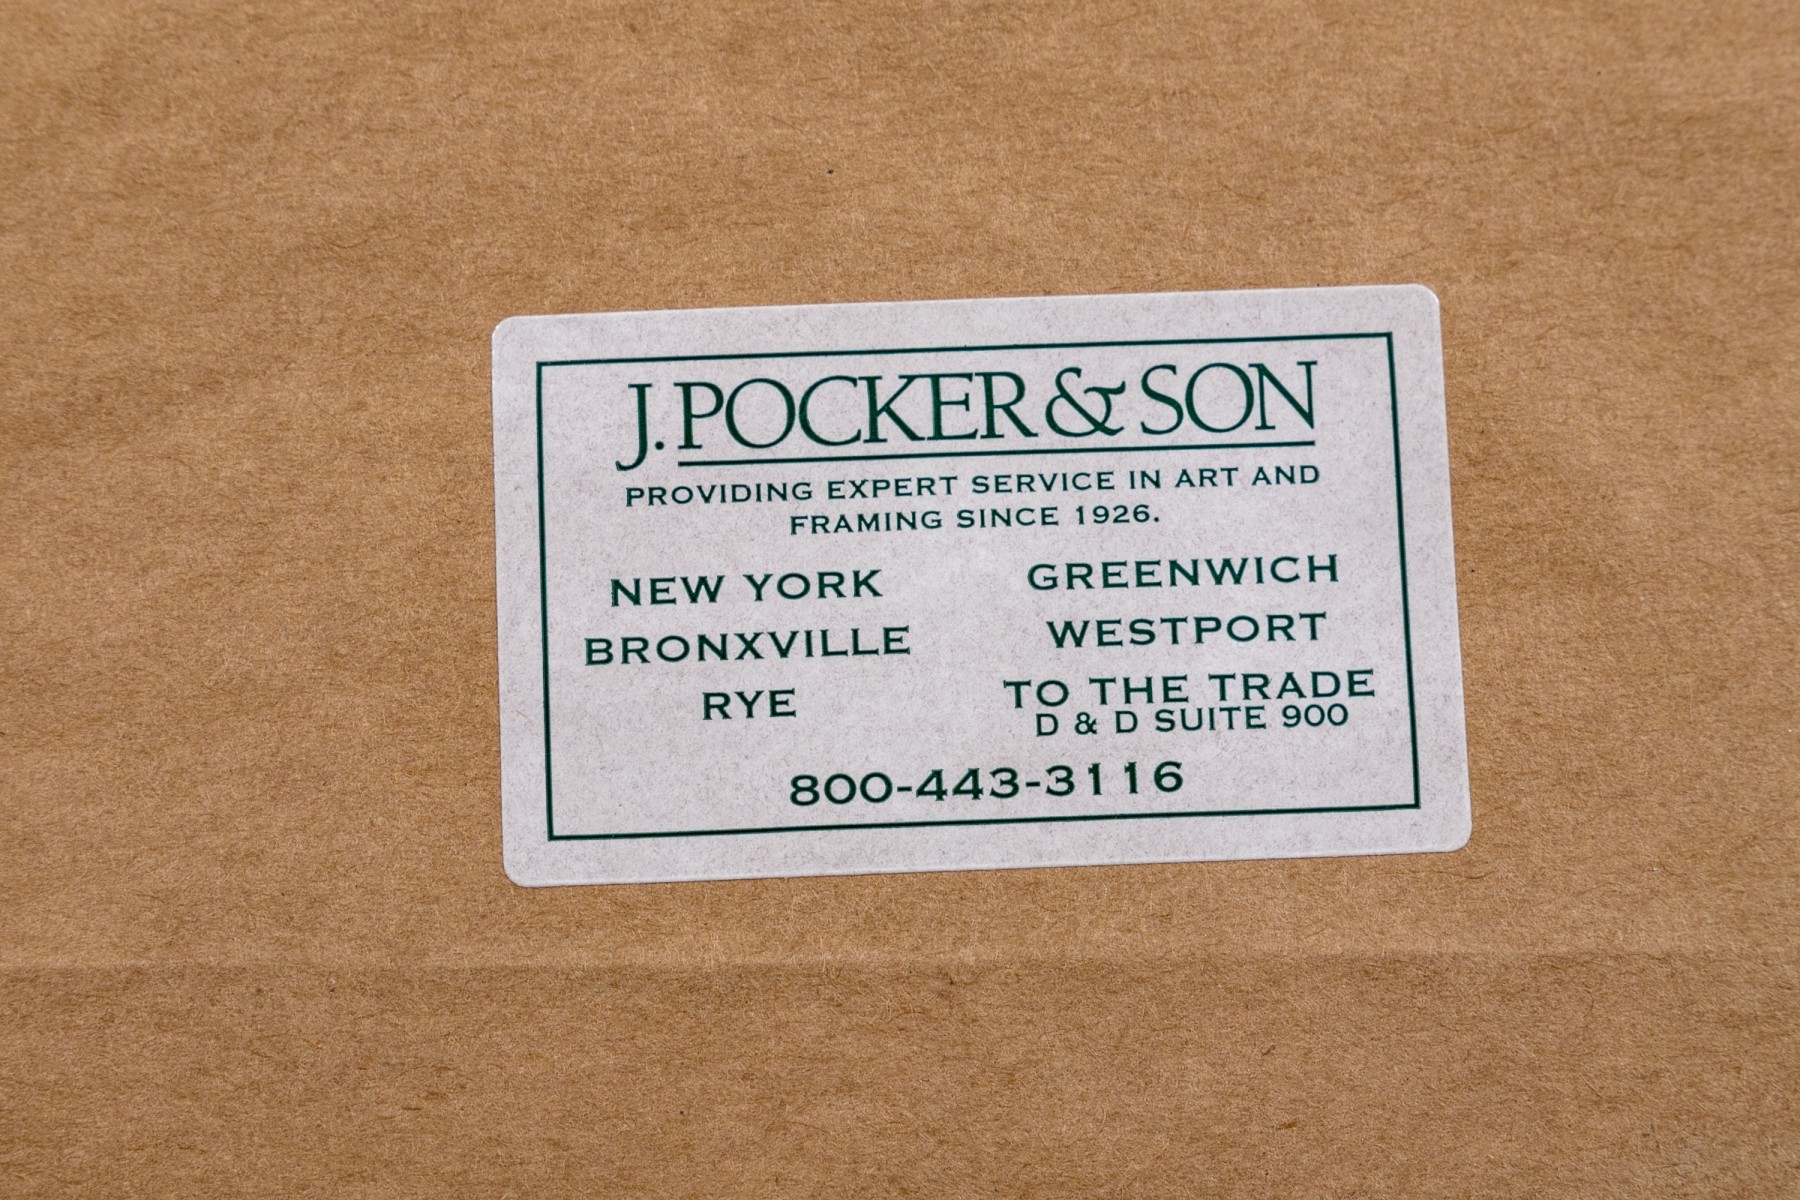 J. POCKER & SON
PROVIDING EXPERT SERVICE IN ART AND
FRAMING SINCE 1926.
NEW YORK
BRONXVILLE
RYE
GREENWICH
WESTPORT
TO THE TRADE
D & D SUITE 900
800-443-3116